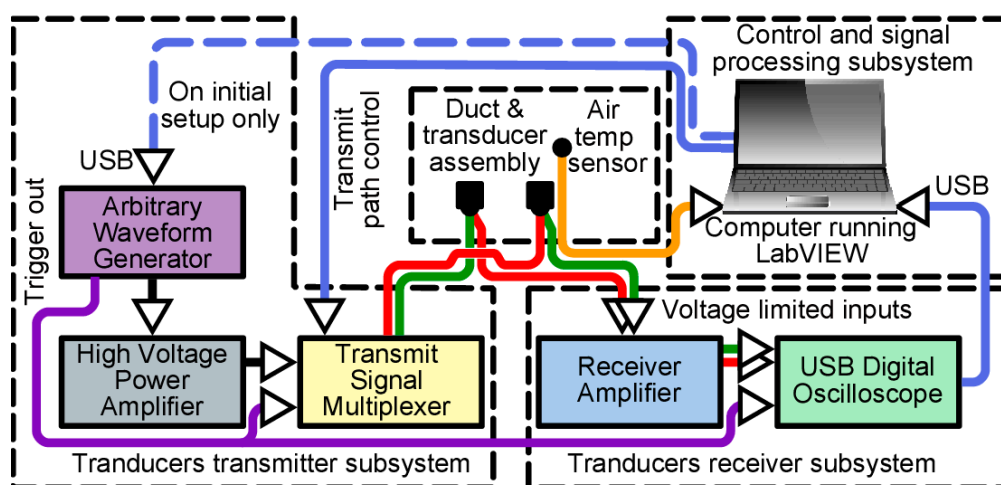 Control and signal
processing subsystem
On initial
setup only
USB
Trigger out
Arbitrary
Waveform
Generator
Transmit
path control
Duct &
transducer
assembly
Air
temp
sensor
USB
Computer running
LabVIEW
High Voltage
Power
Amplifier
Transmit
Signal
Multiplexer
Voltage limited inputs
Receiver
Amplifier
USB Digital
Oscilloscope
Tranducers transmitter subsystem
Tranducers receiver subsystem